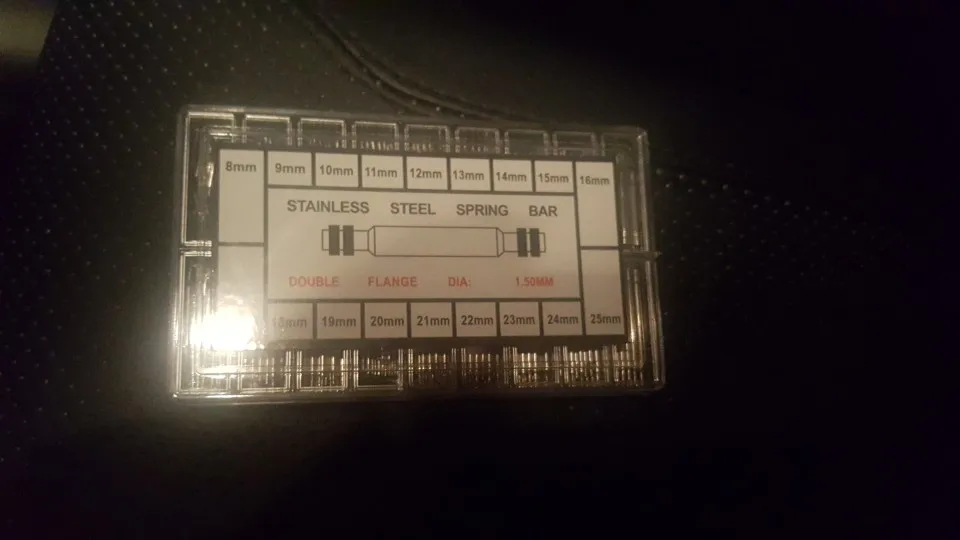 8mm 9mm 10mm 11mm 12mm 13mm 14mm 15mm 16mm
STAINLESS STEEL SPRING BAR
DOUBLE FLANGE DIA: 1.50MM
18mm 19mm 20mm 21mm 22mm 23mm 24mm 25mm